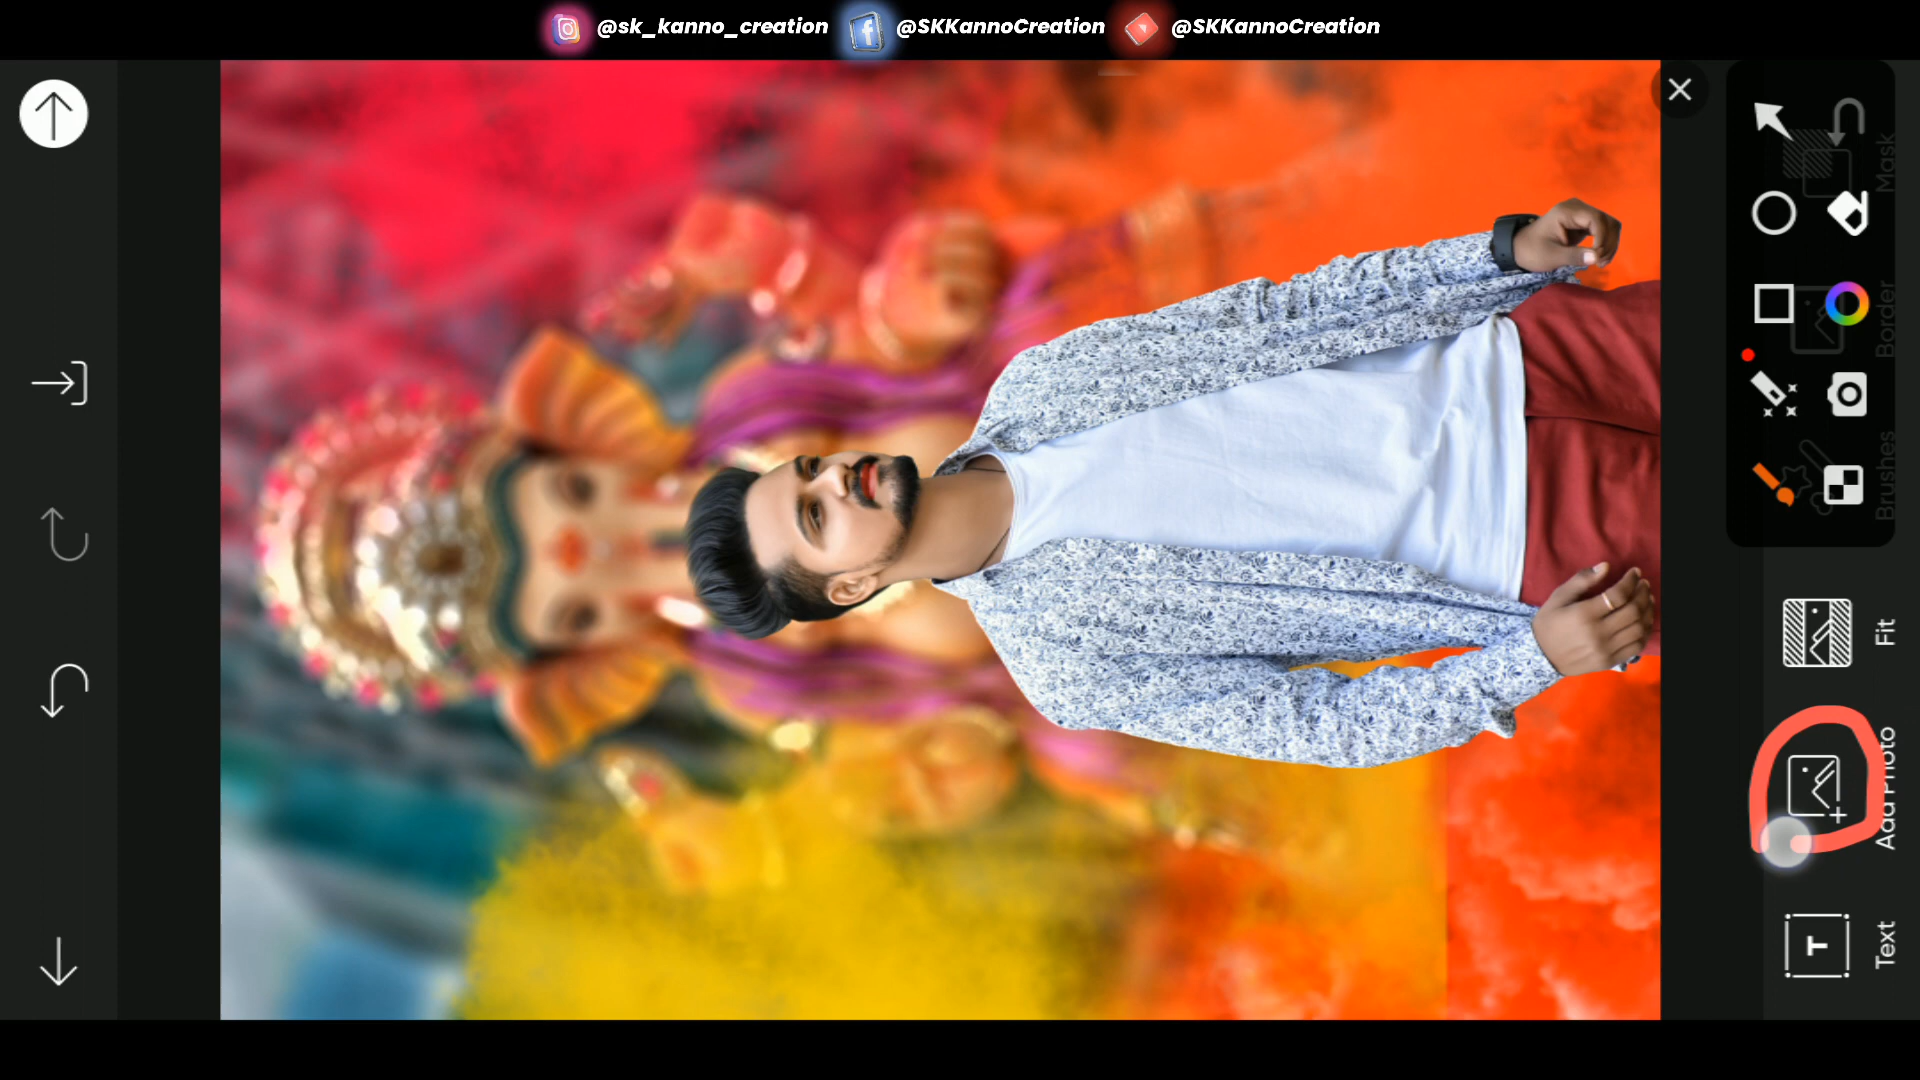 @sk_kanno_creation @SKKannoCreation @SKKannoCreation
Mask
Border
Brushes
Fit
Add Photo
Text